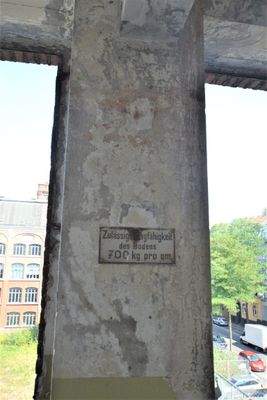 Zulässige Tragfähigkeit
des Bodens
700 kg pro qm